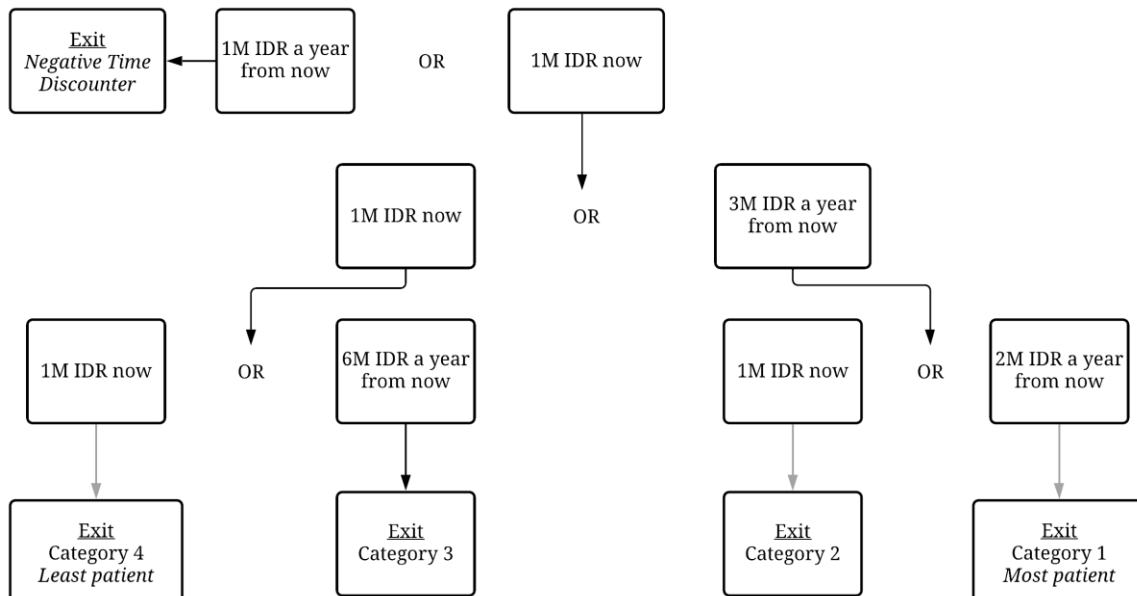 Exit
Negative Time
Discounter
1M IDR a year
from now
OR
1M IDR now
1M IDR now
OR
3M IDR a year
from now
1M IDR now
OR
6M IDR a year
from now
1M IDR now
OR
2M IDR a year
from now
Exit
Category 4
Least patient
Exit
Category 3
Exit
Category 2
Exit
Category 1
Most patient